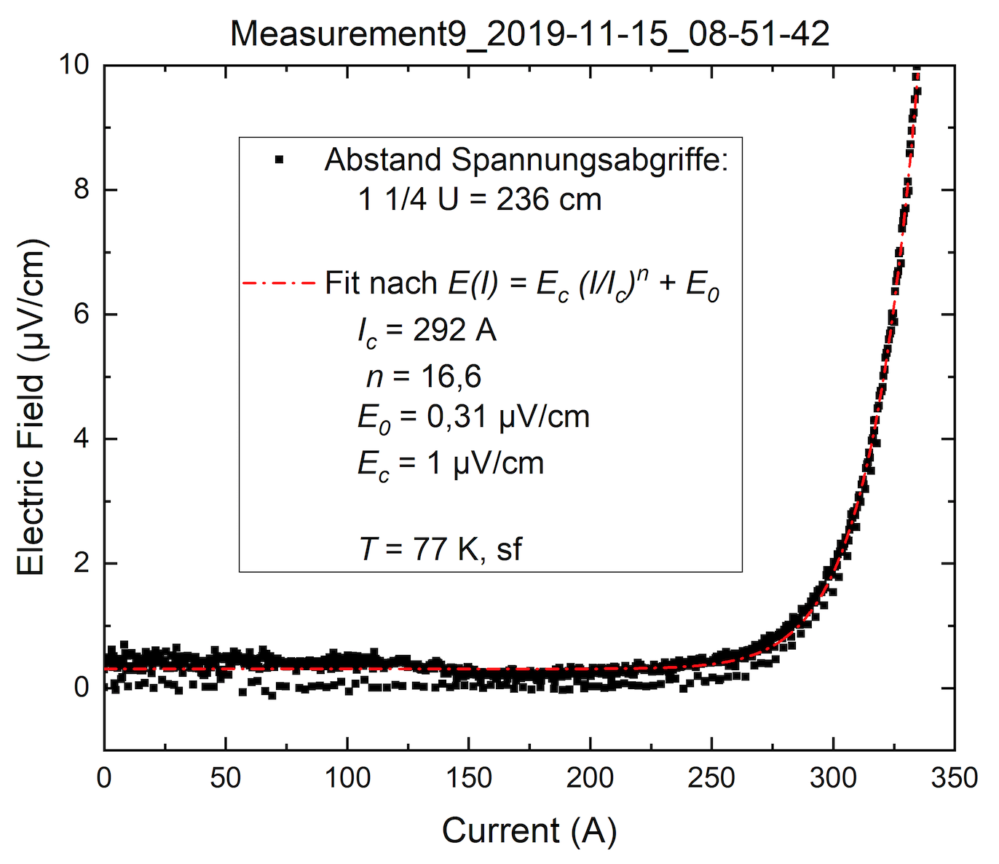 Measurement9_2019-11-15_08-51-42
10
8
6
4
2
0
Electric Field (µV/cm)
Abstand Spannungsabgriffe:
1 1/4 U = 236 cm
Fit nach E(I) = Ec (I/Ic)n + E0
Ic = 292 A
n = 16,6
E0 = 0,31 µV/cm
Ec = 1 µV/cm
T = 77 K, sf
0 50 100 150 200 250 300 350
Current (A)